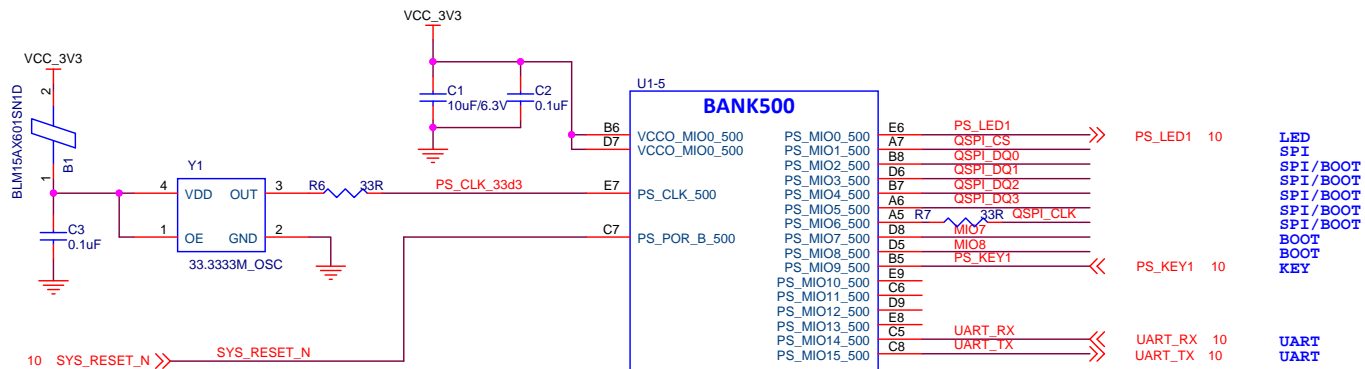 VCC_3V3
VCC_3V3
BLM15AX601SN1D
2
B1
1
C3
0.1uF
Y1
4 VDD OUT 3
1 OE GND 2
33.3333M_OSC
R6 33R
PS_CLK_33d3
C1
10uF/6.3V
C2
0.1uF
10 SYS_RESET_N SYS_RESET_N
U1-5
BANK500
B6 VCCO_MIO0_500
D7 VCCO_MIO0_500
E7 PS_CLK_500
C7 PS_POR_B_500
PS_MIO0_500 E6 PS_LED1 PS_LED1 10 LED
PS_MIO1_500 A7 QSPI_CS SPI
PS_MIO2_500 B8 QSPI_DQ0 SPI/BOOT
PS_MIO3_500 D6 QSPI_DQ1 SPI/BOOT
PS_MIO4_500 B7 QSPI_DQ2 SPI/BOOT
PS_MIO5_500 A6 QSPI_DQ3 SPI/BOOT
PS_MIO6_500 A5 R7 33R QSPI_CLK SPI/BOOT
PS_MIO7_500 D8 MIO7 BOOT
PS_MIO8_500 D5 MIO8 BOOT
PS_MIO9_500 B5 PS_KEY1 PS_KEY1 10 KEY
PS_MIO10_500 E9
PS_MIO11_500 C6
PS_MIO12_500 D9
PS_MIO13_500 E8
PS_MIO14_500 C5 UART_RX UART_RX 10 UART
PS_MIO15_500 C8 UART_TX UART_TX 10 UART